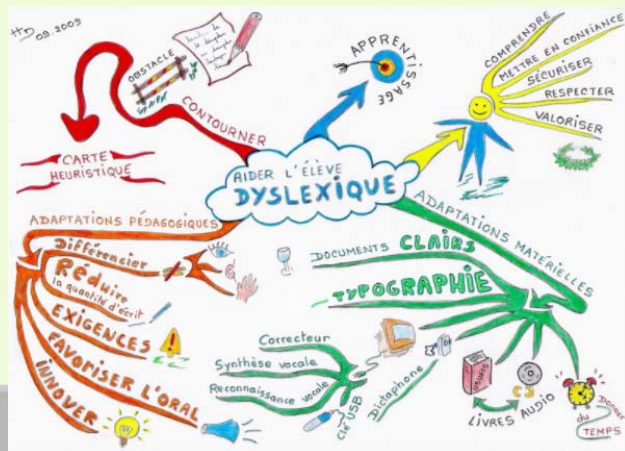 HD 09.2009
OBSTACLE
CONTOURNER
CARTE
HEURISTIQUE
APPRENTISSAGE
COMPRENDRE
METTRE EN CONFIANCE
SÉCURISER
RESPECTER
VALORISER
AIDER L'ÉLÈVE
DYSLEXIQUE
ADAPTATIONS PÉDAGOGIQUES
Différencier
Réduire
la quantité d'écrit
EXIGENCES
FAVORISER L'ORAL
INNOVER
ADAPTATIONS MATÉRIELLES
DOCUMENTS CLAIRS
TYPOGRAPHIE
Correcteur
Synthèse vocale
Reconnaissance vocale
Clé USB
Dictaphone
LIVRES AUDIO
DONNER
du
TEMPS